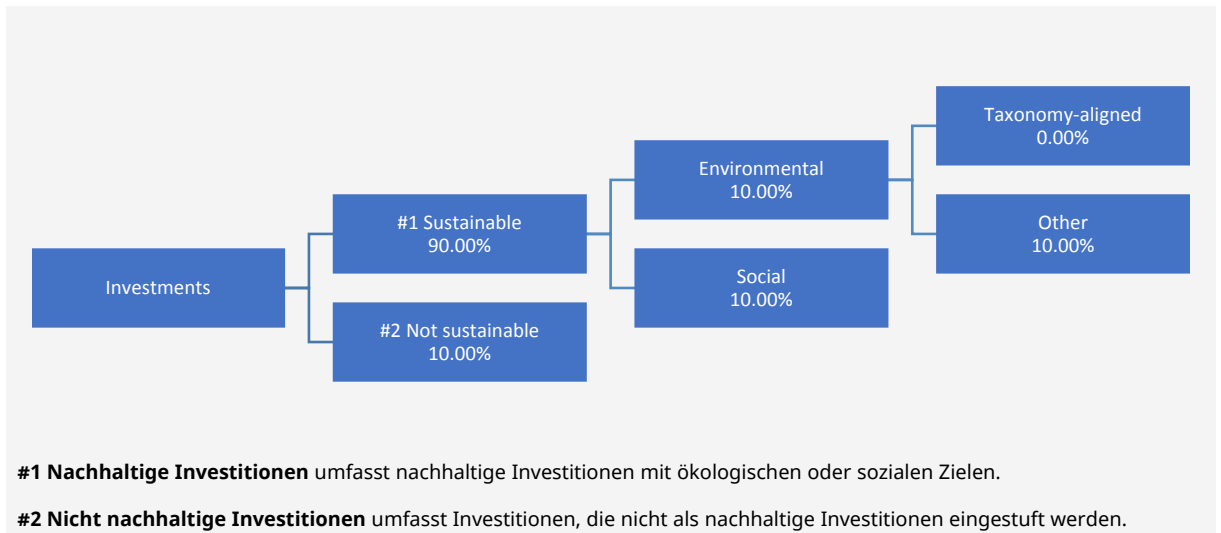 Investments
#1 Sustainable
90.00%
#2 Not sustainable
10.00%
Environmental
10.00%
Social
10.00%
Taxonomy-aligned
0.00%
Other
10.00%
#1 Nachhaltige Investitionen umfasst nachhaltige Investitionen mit ökologischen oder sozialen Zielen.
#2 Nicht nachhaltige Investitionen umfasst Investitionen, die nicht als nachhaltige Investitionen eingestuft werden.